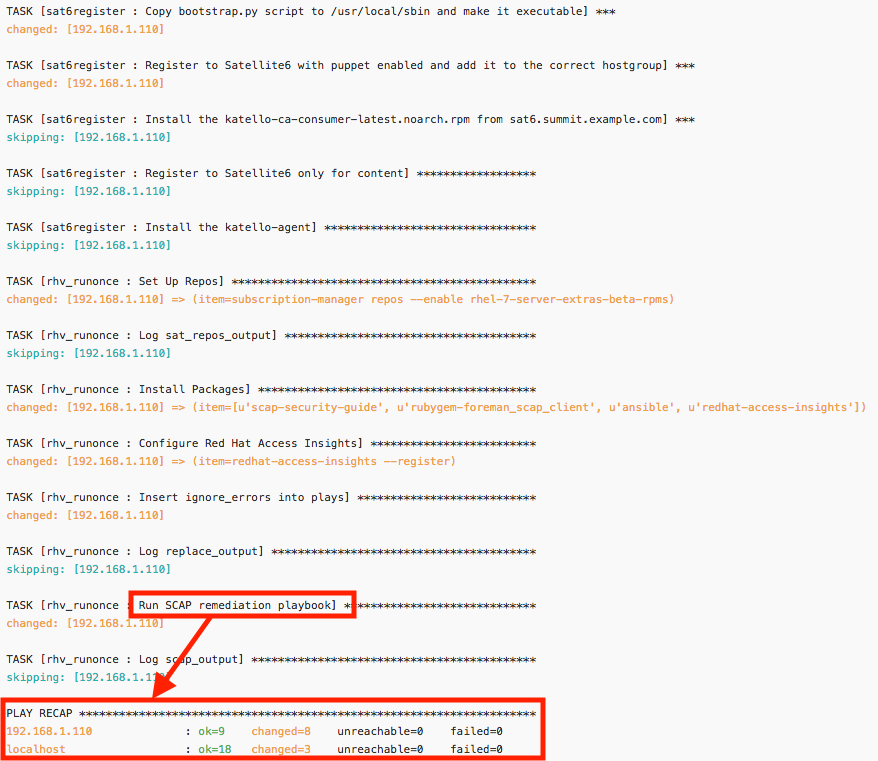 TASK [sat6register : Copy bootstrap.py script to /usr/local/sbin and make it executable] ***
changed: [192.168.1.110]
TASK [sat6register : Register to Satellite6 with puppet enabled and add it to the correct hostgroup] ***
changed: [192.168.1.110]
TASK [sat6register : Install the katello-ca-consumer-latest.noarch.rpm from sat6.summit.example.com] ***
skipping: [192.168.1.110]
TASK [sat6register : Register to Satellite6 only for content] ******************
skipping: [192.168.1.110]
TASK [sat6register : Install the katello-agent] ********************************
skipping: [192.168.1.110]
TASK [rhv_runonce : Set Up Repos] **********************************************
changed: [192.168.1.110] => (item=subscription-manager repos --enable rhel-7-server-extras-beta-rpms)
TASK [rhv_runonce : Log sat_repos_output] **************************************
skipping: [192.168.1.110]
TASK [rhv_runonce : Install Packages] ******************************************
changed: [192.168.1.110] => (item=[u'scap-security-guide', u'rubygem-foreman_scap_client', u'ansible', u'redhat-access-insights'])
TASK [rhv_runonce : Configure Red Hat Access Insights] *************************
changed: [192.168.1.110] => (item=redhat-access-insights --register)
TASK [rhv_runonce : Insert ignore_errors into plays] ***************************
changed: [192.168.1.110]
TASK [rhv_runonce : Log replace_output] ****************************************
skipping: [192.168.1.110]
TASK [rhv_runonce : Run SCAP remediation playbook] *****************************
changed: [192.168.1.110]
TASK [rhv_runonce : Log scap_output] *******************************************
skipping: [192.168.1.110]
PLAY RECAP *********************************************************************
192.168.1.110 : ok=9 changed=8 unreachable=0 failed=0
localhost : ok=18 changed=3 unreachable=0 failed=0